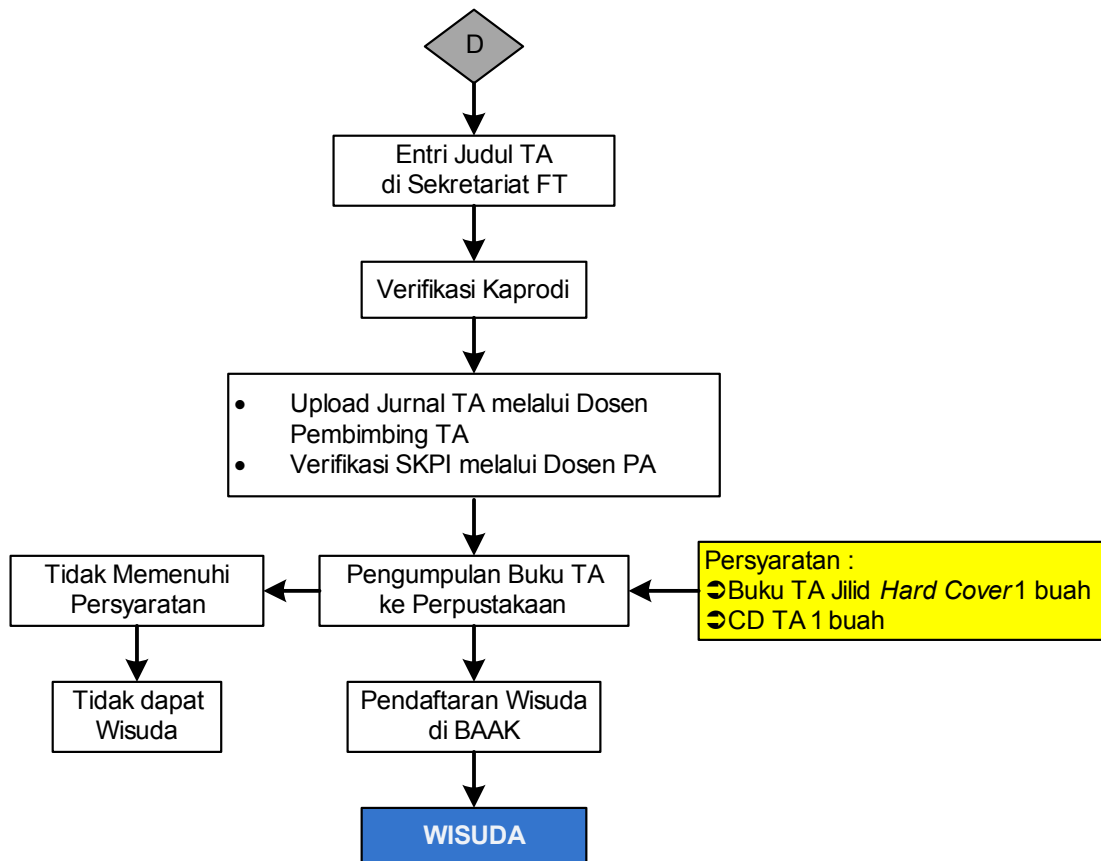 D
Entri Judul TA
di Sekretariat FT
Verifikasi Kaprodi
• Upload Jurnal TA melalui Dosen
Pembimbing TA
• Verifikasi SKPI melalui Dosen PA
Tidak Memenuhi
Persyaratan
Pengumpulan Buku TA
ke Perpustakaan
Persyaratan :
➲Buku TA Jilid Hard Cover 1 buah
➲CD TA 1 buah
Tidak dapat
Wisuda
Pendaftaran Wisuda
di BAAK
WISUDA